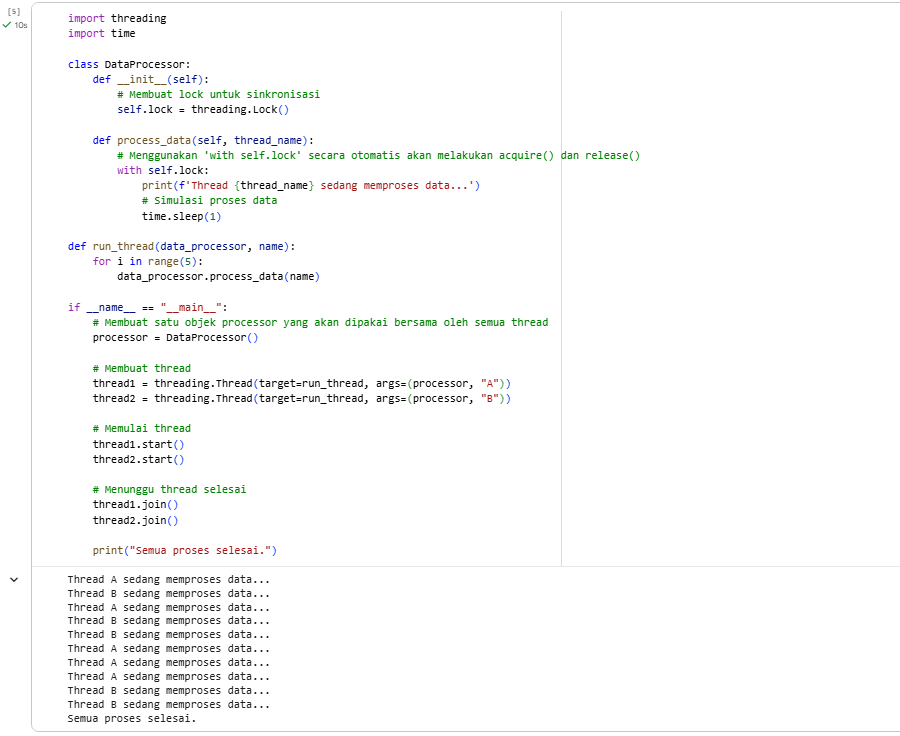 [5]
10s
import threading
import time
class DataProcessor:
    def __init__(self):
        # Membuat lock untuk sinkronisasi
        self.lock = threading.Lock()
    def process_data(self, thread_name):
        # Menggunakan 'with self.lock' secara otomatis akan melakukan acquire() dan release()
        with self.lock:
            print(f'Thread {thread_name} sedang memproses data...')
            # Simulasi proses data
            time.sleep(1)
def run_thread(data_processor, name):
    for i in range(5):
        data_processor.process_data(name)
if __name__ == "__main__":
    # Membuat satu objek processor yang akan dipakai bersama oleh semua thread
    processor = DataProcessor()
    # Membuat thread
    thread1 = threading.Thread(target=run_thread, args=(processor, "A"))
    thread2 = threading.Thread(target=run_thread, args=(processor, "B"))
    # Memulai thread
    thread1.start()
    thread2.start()
    # Menunggu thread selesai
    thread1.join()
    thread2.join()
    print("Semua proses selesai.")
Thread A sedang memproses data...
Thread B sedang memproses data...
Thread A sedang memproses data...
Thread B sedang memproses data...
Thread B sedang memproses data...
Thread A sedang memproses data...
Thread A sedang memproses data...
Thread A sedang memproses data...
Thread B sedang memproses data...
Thread B sedang memproses data...
Semua proses selesai.